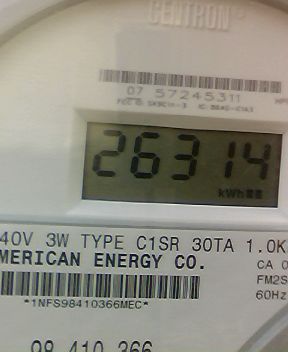 CENTRON®
07 57245311
26314
kWh
40V 3W TYPE C1SR 30TA 1.0K
MERICAN ENERGY CO.
CA 0
FM2S
*1NFS98410366MEC*
60Hz
98 410 366